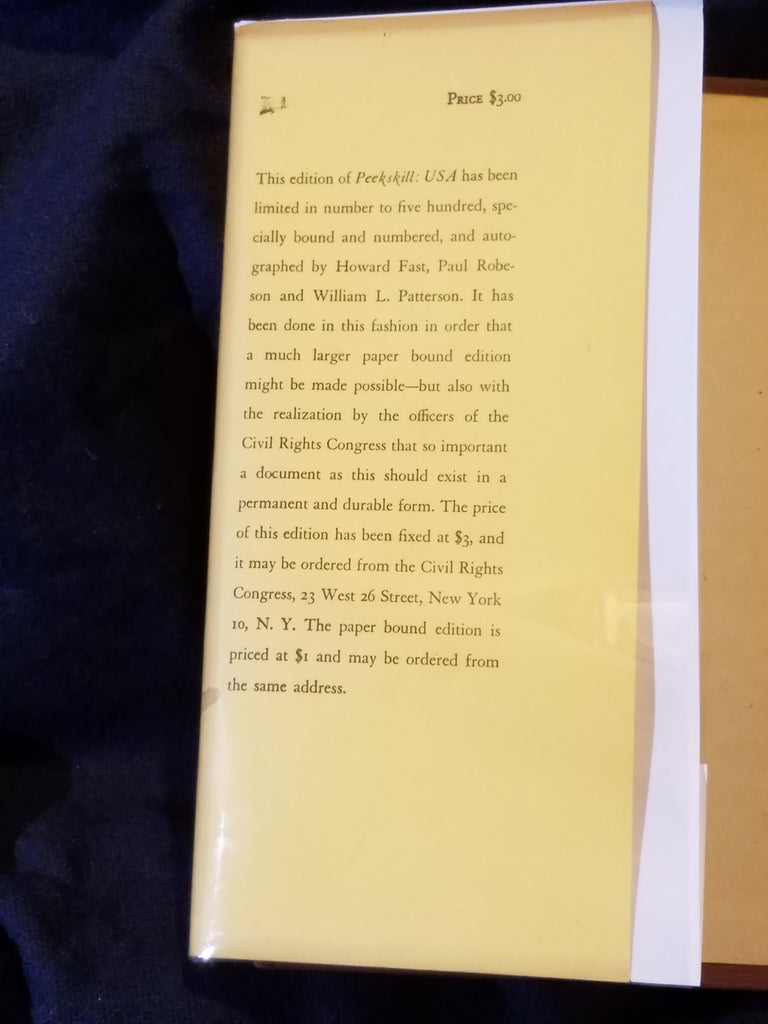 PRICE $3.00
This edition of Peekskill: USA has been
limited in number to five hundred, spe-
cially bound and numbered, and auto-
graphed by Howard Fast, Paul Robe-
son and William L. Patterson. It has
been done in this fashion in order that
a much larger paper bound edition
might be made possible—but also with
the realization by the officers of the
Civil Rights Congress that so important
a document as this should exist in a
permanent and durable form. The price
of this edition has been fixed at $3, and
it may be ordered from the Civil Rights
Congress, 23 West 26 Street, New York
10, N. Y. The paper bound edition is
priced at $1 and may be ordered from
the same address.